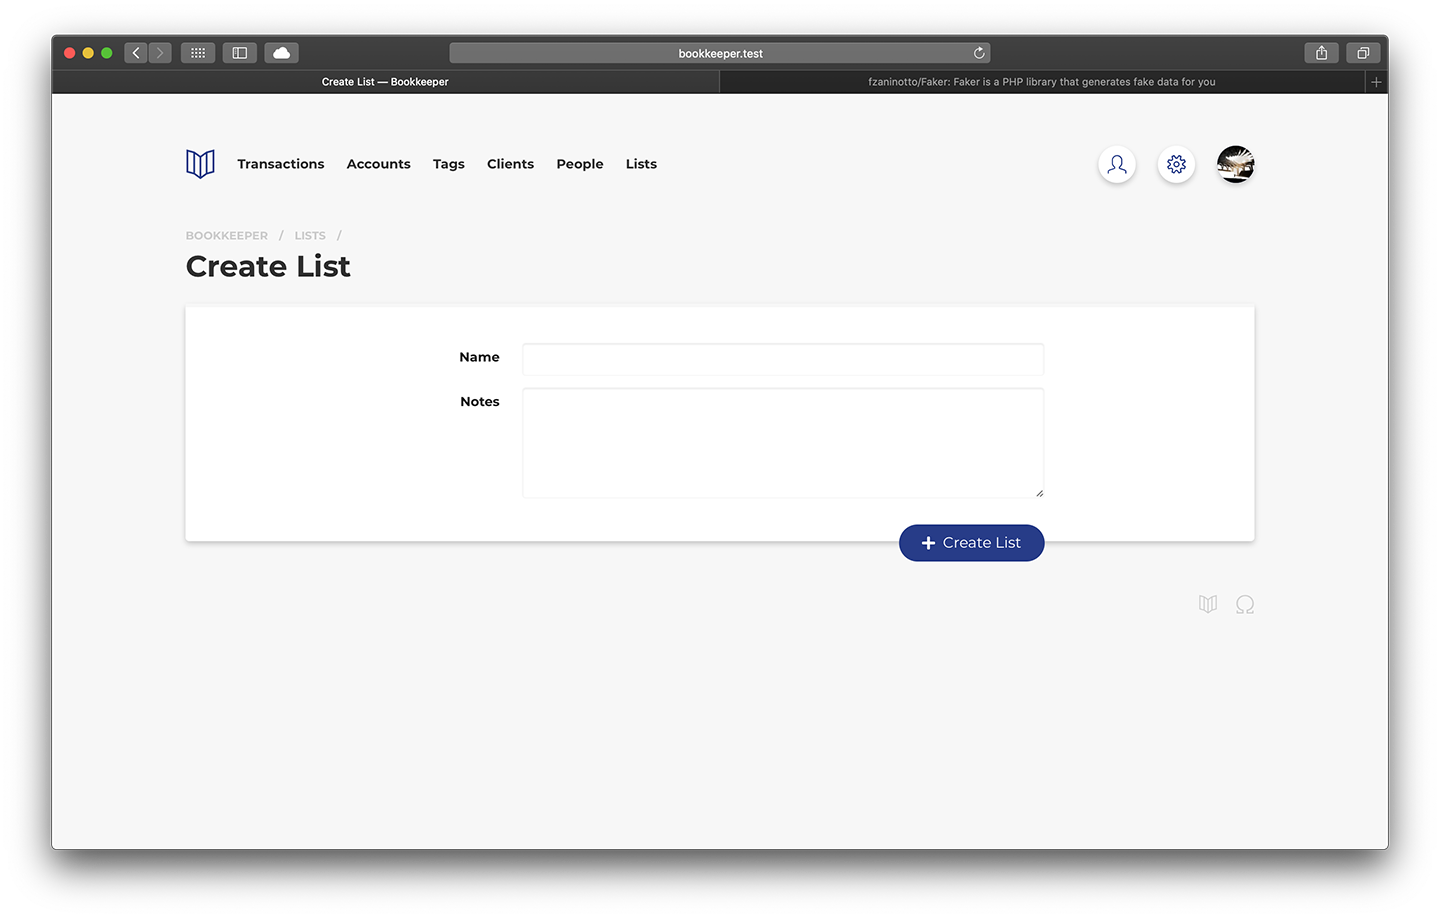 bookkeeper.test
Create List — Bookkeeper
fzaninotto/Faker: Faker is a PHP library that generates fake data for you
Transactions Accounts Tags Clients People Lists
BOOKKEEPER / LISTS /
Create List
Name
Notes
Create List